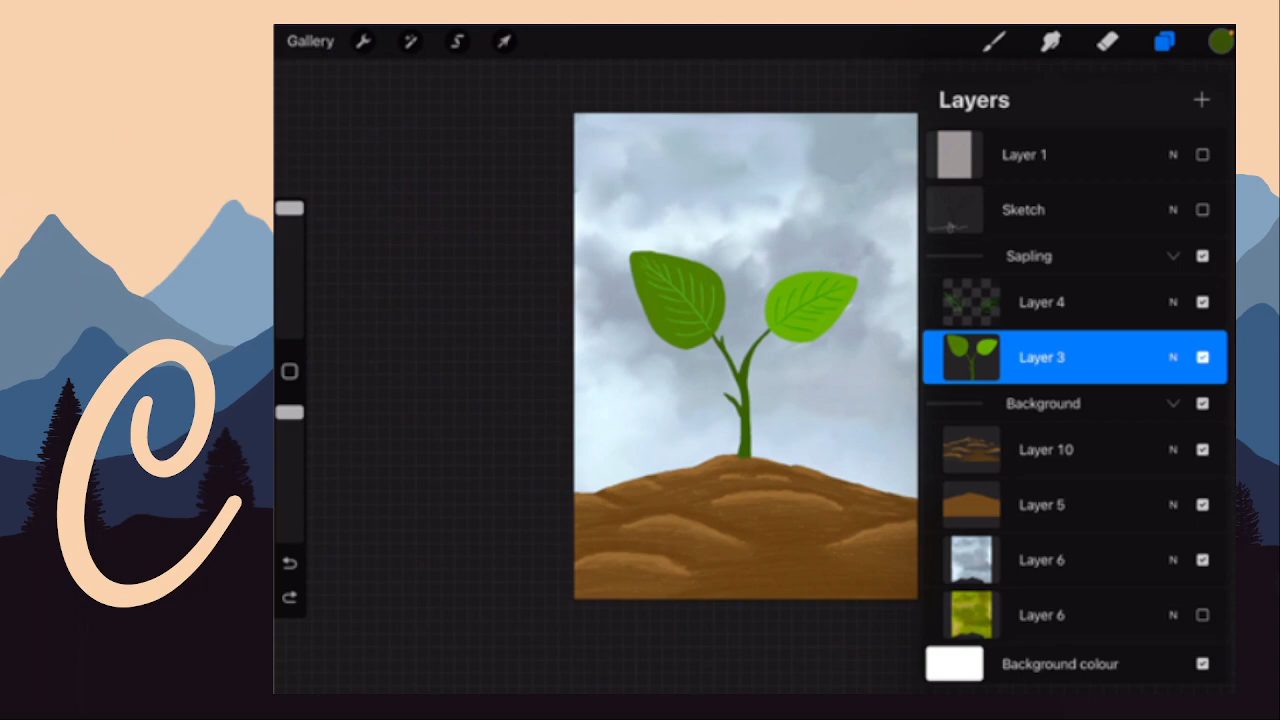 Gallery
Layers
Layer 1 N
Sketch N
Sapling
Layer 4 N
Layer 3 N
Background
Layer 10 N
Layer 5 N
Layer 6 N
Layer 6 N
Background colour
C